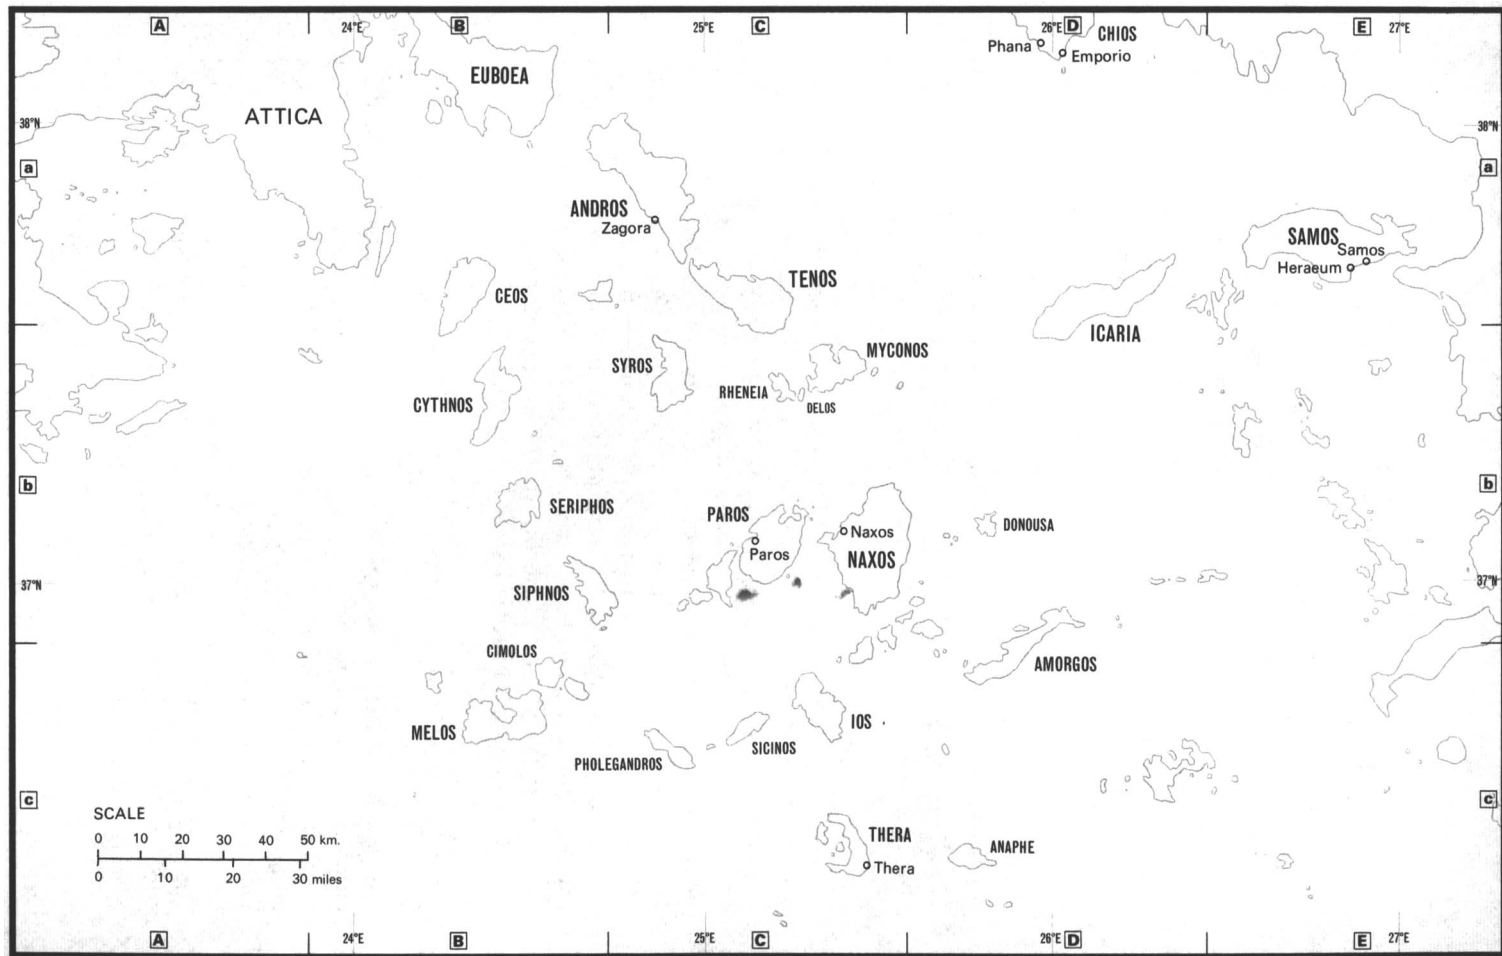 A
24°E
B
25°E
C
26°E
D
E
27°E
CHIOS
Phana
Emporio
EUBOEA
ATTICA
38°N
38°N
a
a
ANDROS
Zagora
SAMOS
Samos
Heraeum
TENOS
CEOS
ICARIA
MYCONOS
SYROS
RHENEIA
DELOS
CYTHNOS
b
b
SERIPHOS
PAROS
Paros
Naxos
NAXOS
DONOUSA
37°N
37°N
SIPHNOS
CIMOLOS
AMORGOS
MELOS
IOS
SICINOS
PHOLEGANDROS
c
c
SCALE
0 10 20 30 40 50 km.
0 10 20 30 miles
THERA
Thera
ANAPHE
A
24°E
B
25°E
C
26°E
D
E
27°E